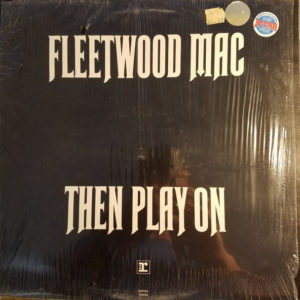 FLEETWOOD MAC
THEN PLAY ON